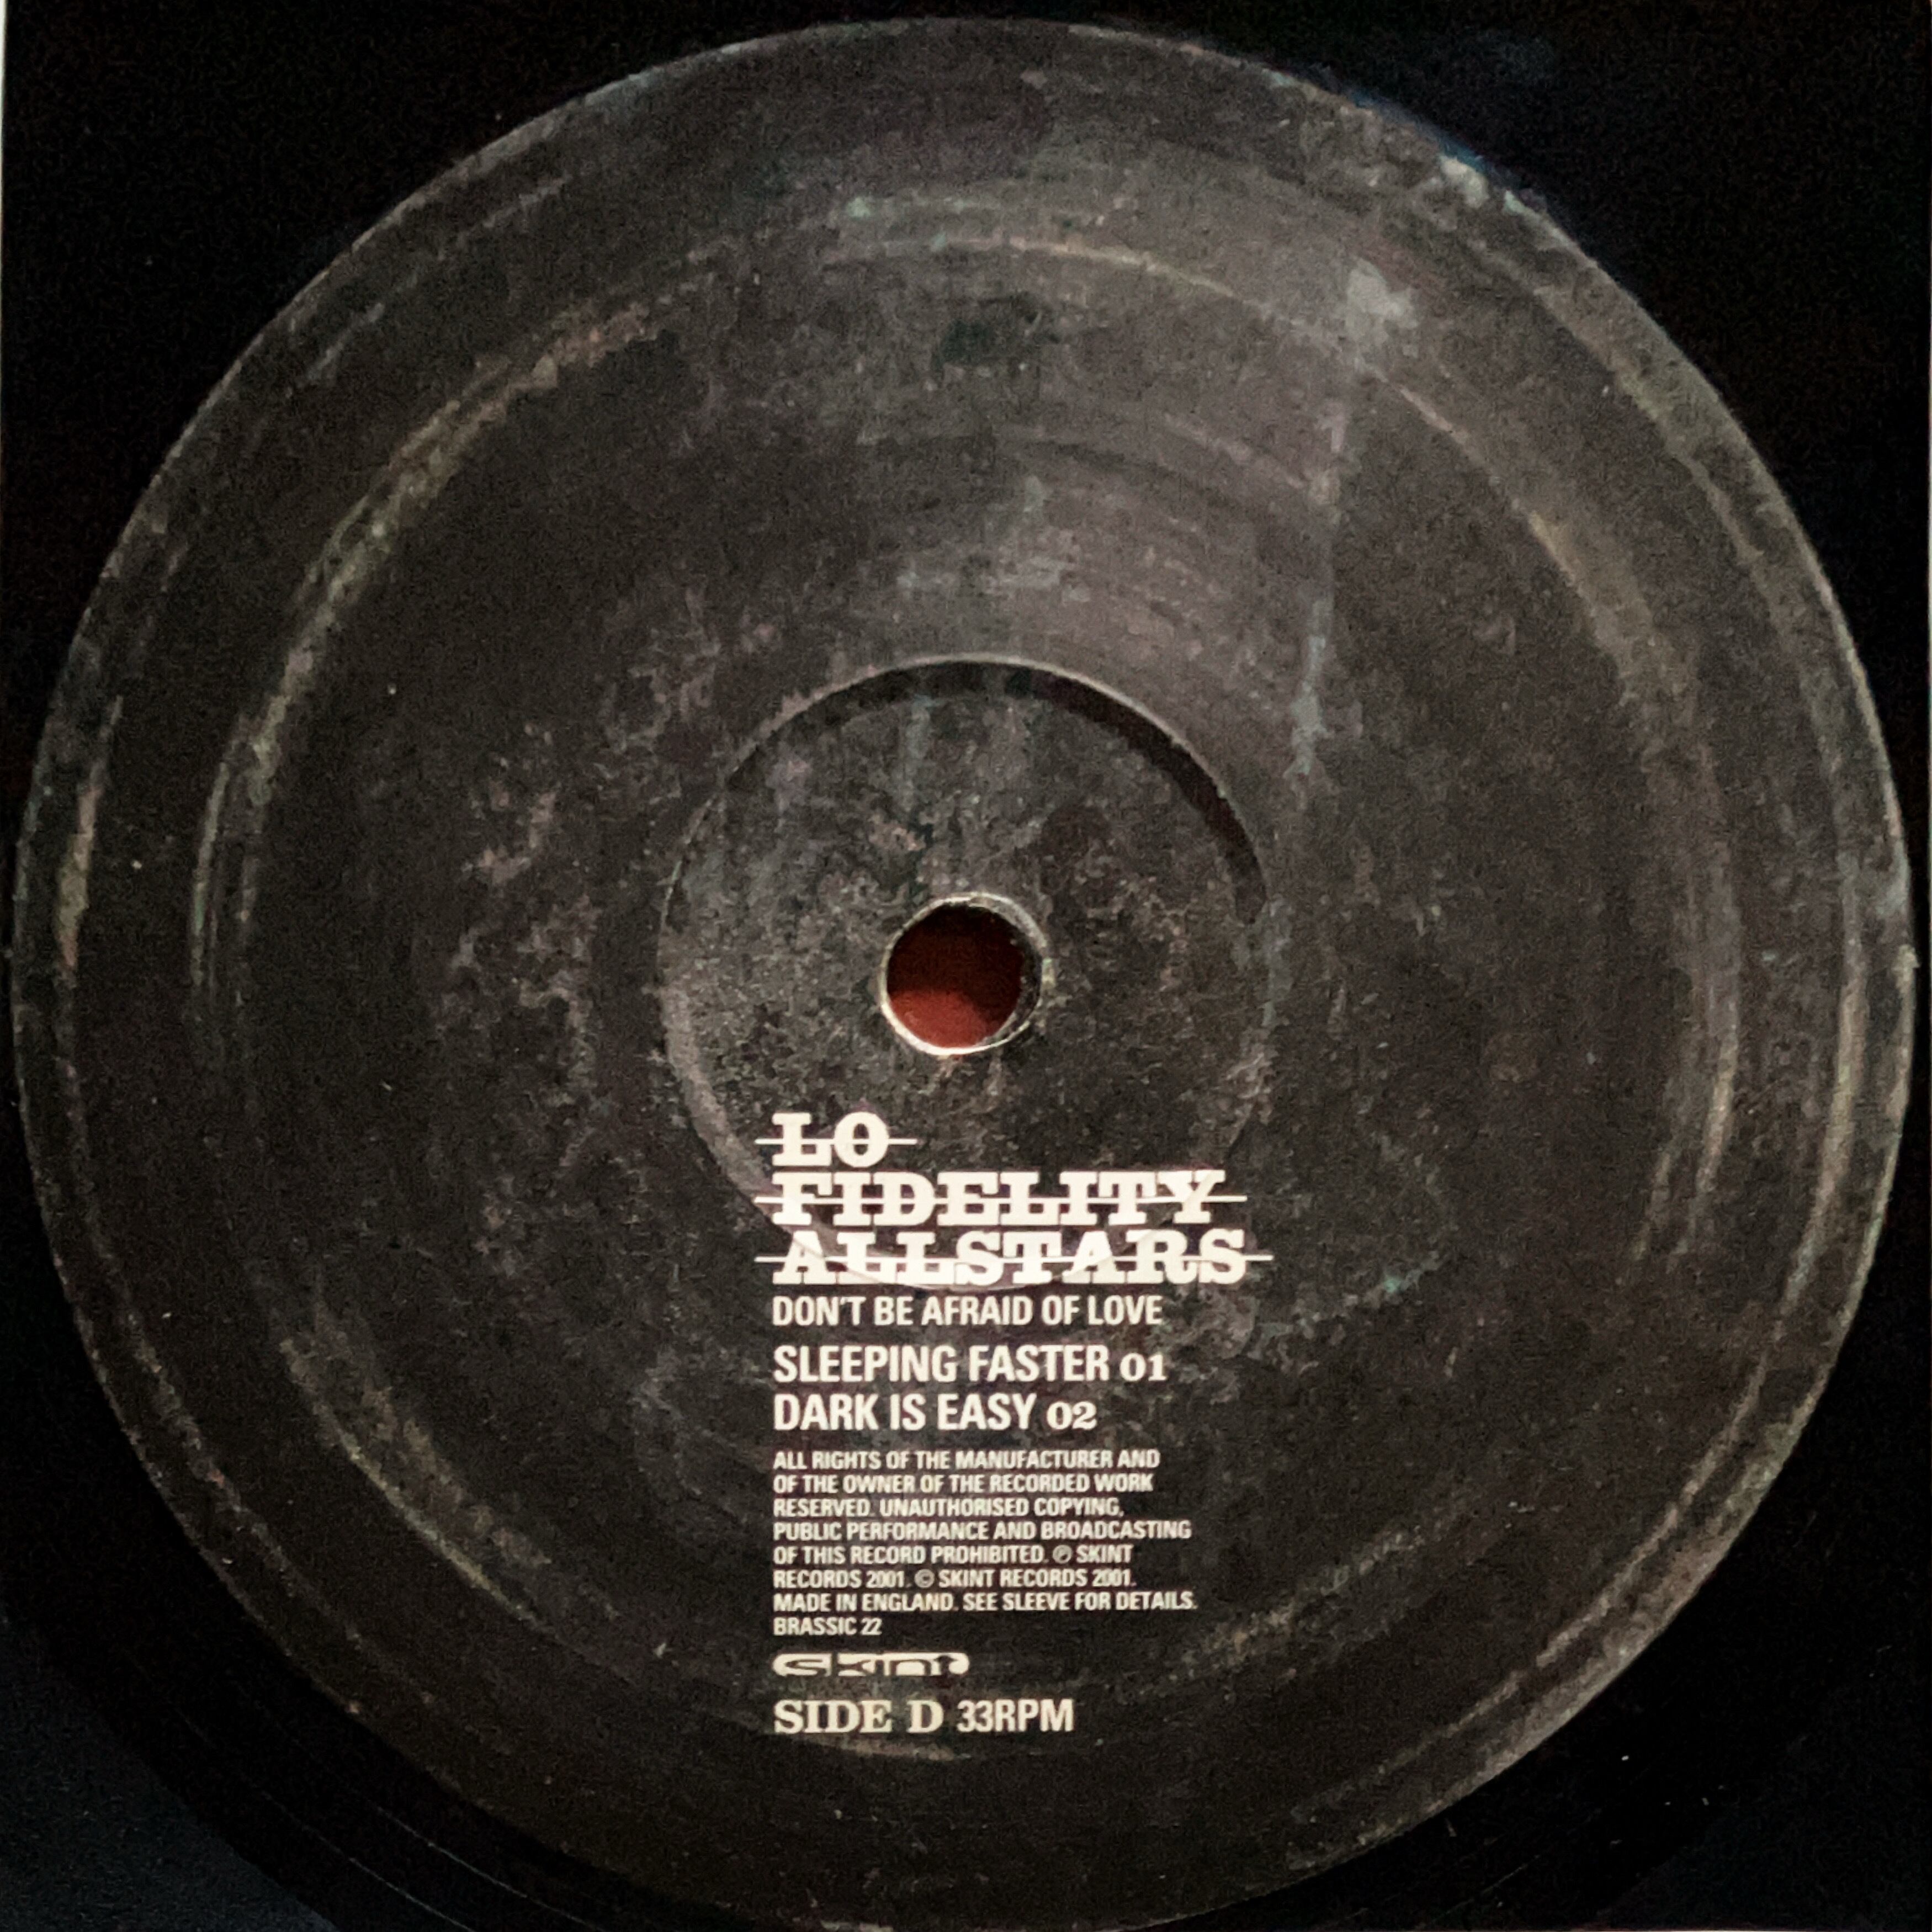 LO
FIDELITY
ALLSTARS
DON'T BE AFRAID OF LOVE
SLEEPING FASTER 01
DARK IS EASY 02
ALL RIGHTS OF THE MANUFACTURER AND
OF THE OWNER OF THE RECORDED WORK
RESERVED. UNAUTHORISED COPYING,
PUBLIC PERFORMANCE AND BROADCASTING
OF THIS RECORD PROHIBITED. ℗ SKINT
RECORDS 2001. © SKINT RECORDS 2001.
MADE IN ENGLAND. SEE SLEEVE FOR DETAILS.
BRASSIC 22
skint
SIDE D 33RPM